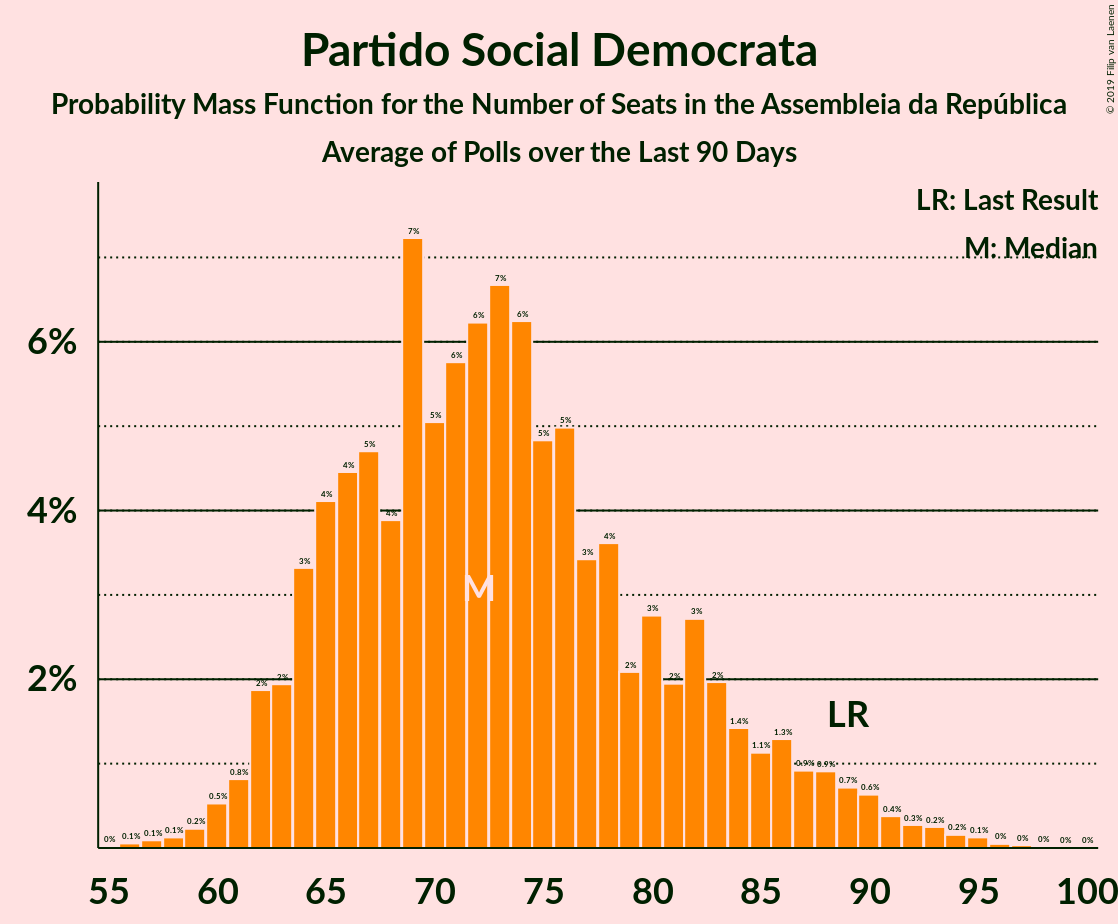 Partido Social Democrata
Probability Mass Function for the Number of Seats in the Assembleia da República
Average of Polls over the Last 90 Days
© 2019 Filip van Laenen
LR: Last Result
M: Median
6%
4%
2%
0% 0.1% 0.1% 0.1% 0.2% 0.5% 0.8% 2% 2% 3% 4% 4% 5% 4% 7% 5% 6% 6% 7% 6% 5% 5% 3% 4% 2% 3% 2% 3% 2% 1.4% 1.1% 1.3% 0.9% 0.9% 0.7% 0.6% 0.4% 0.3% 0.2% 0.2% 0.1% 0% 0% 0% 0% 0%
M
LR
55 60 65 70 75 80 85 90 95 100